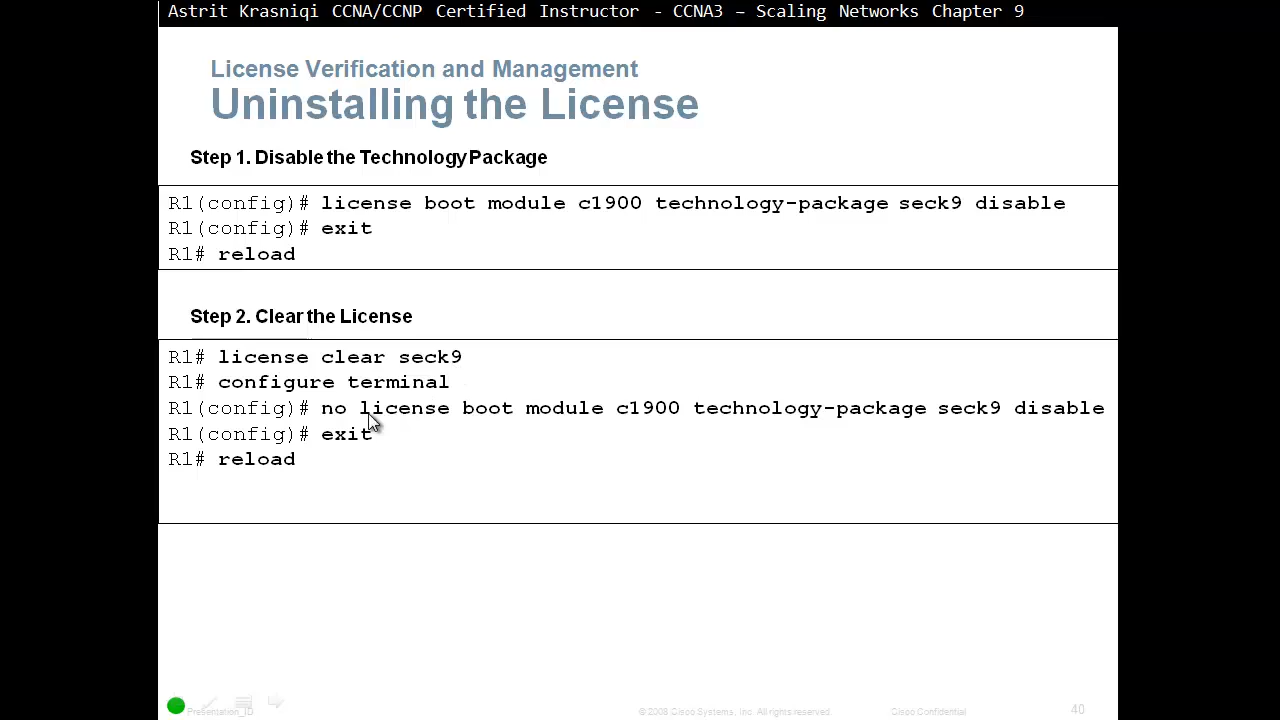 Astrit Krasniqi CCNA/CCNP Certified Instructor - CCNA3 – Scaling Networks Chapter 9
License Verification and Management
Uninstalling the License
Step 1. Disable the Technology Package
R1(config)# license boot module c1900 technology-package seck9 disable
R1(config)# exit
R1# reload
Step 2. Clear the License
R1# license clear seck9
R1# configure terminal
R1(config)# no license boot module c1900 technology-package seck9 disable
R1(config)# exit
R1# reload
Presentation_ID
© 2008 Cisco Systems, Inc. All rights reserved.
Cisco Confidential
40